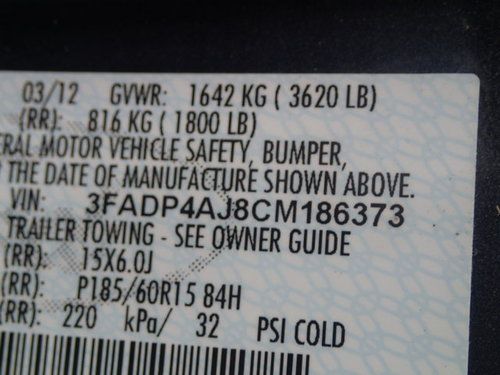 03/12 GVWR: 1642 KG ( 3620 LB)
(RR): 816 KG ( 1800 LB)
ERAL MOTOR VEHICLE SAFETY, BUMPER,
THE DATE OF MANUFACTURE SHOWN ABOVE.
VIN: 3FADP4AJ8CM186373
TRAILER TOWING - SEE OWNER GUIDE
(RR): 15X6.0J
(RR): P185/60R15 84H
(RR): 220 kPa/ 32 PSI COLD